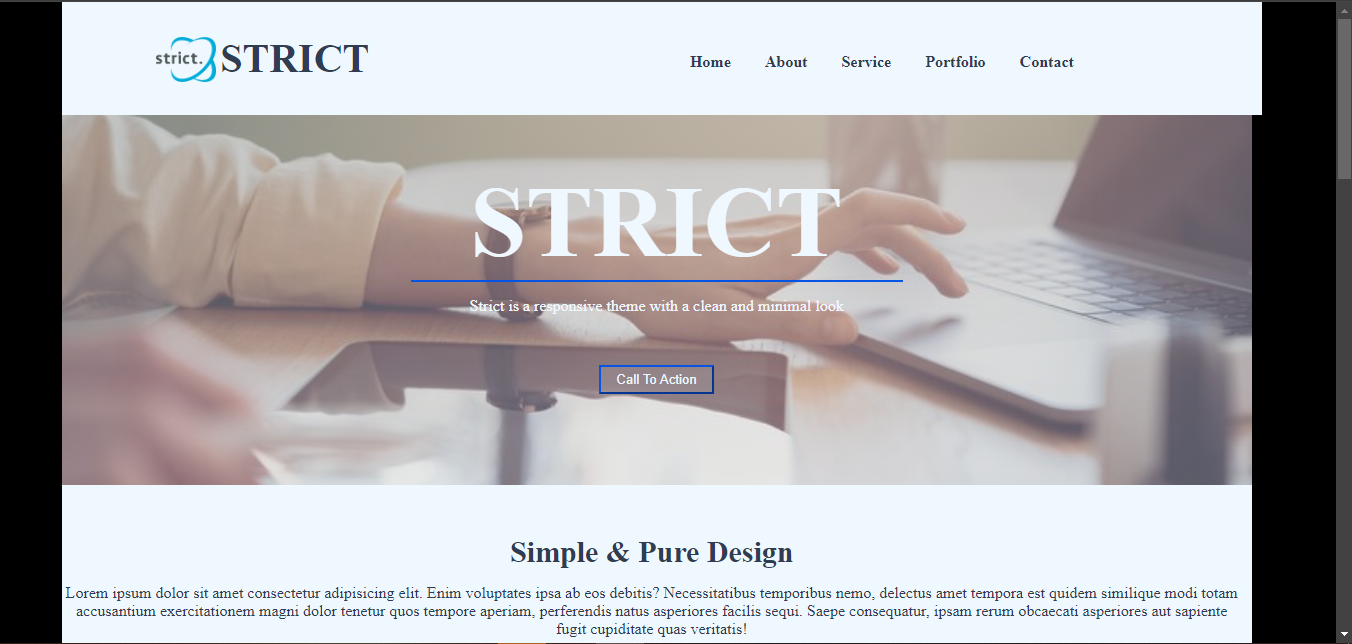 strict. STRICT
Home About Service Portfolio Contact
STRICT
Strict is a responsive theme with a clean and minimal look
Call To Action
Simple & Pure Design
Lorem ipsum dolor sit amet consectetur adipisicing elit. Enim voluptates ipsa ab eos debitis? Necessitatibus temporibus nemo, delectus amet tempora est quidem similique modi totam
accusantium exercitationem magni dolor tenetur quos tempore aperiam, perferendis natus asperiores facilis sequi. Saepe consequatur, ipsam rerum obcaecati asperiores aut sapiente
fugit cupiditate quas veritatis!